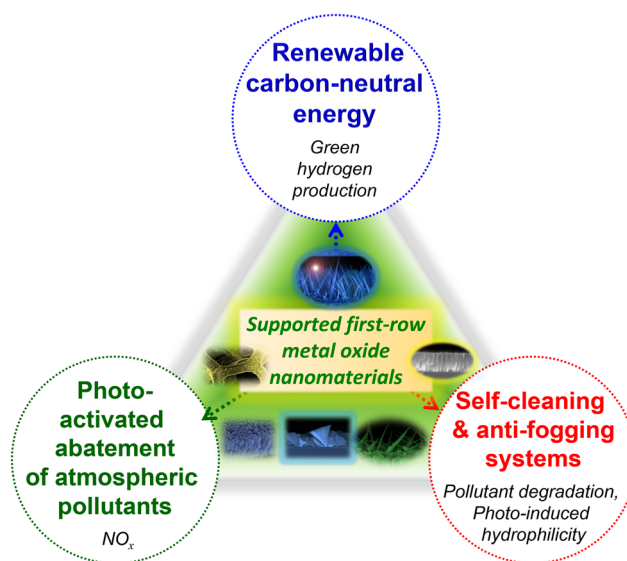 Renewable
carbon-neutral
energy
Green
hydrogen
production
Supported first-row
metal oxide
nanomaterials
Photo-
activated
abatement
of atmospheric
pollutants
NOₓ
Self-cleaning
& anti-fogging
systems
Pollutant degradation,
Photo-induced
hydrophilicity